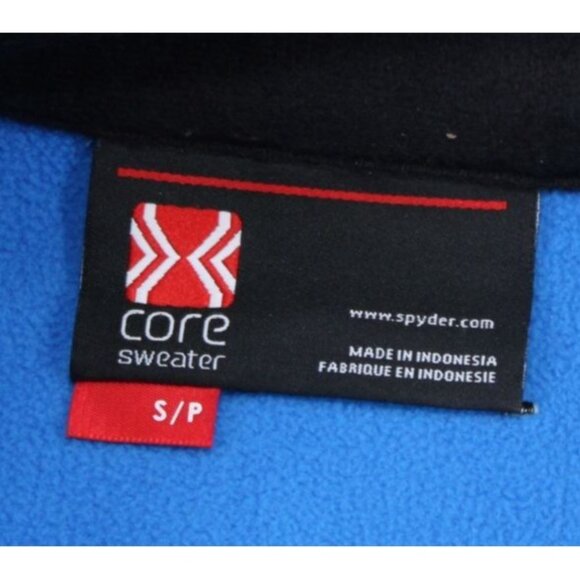 core
sweater
www.spyder.com
MADE IN INDONESIA
FABRIQUE EN INDONESIE
S/P